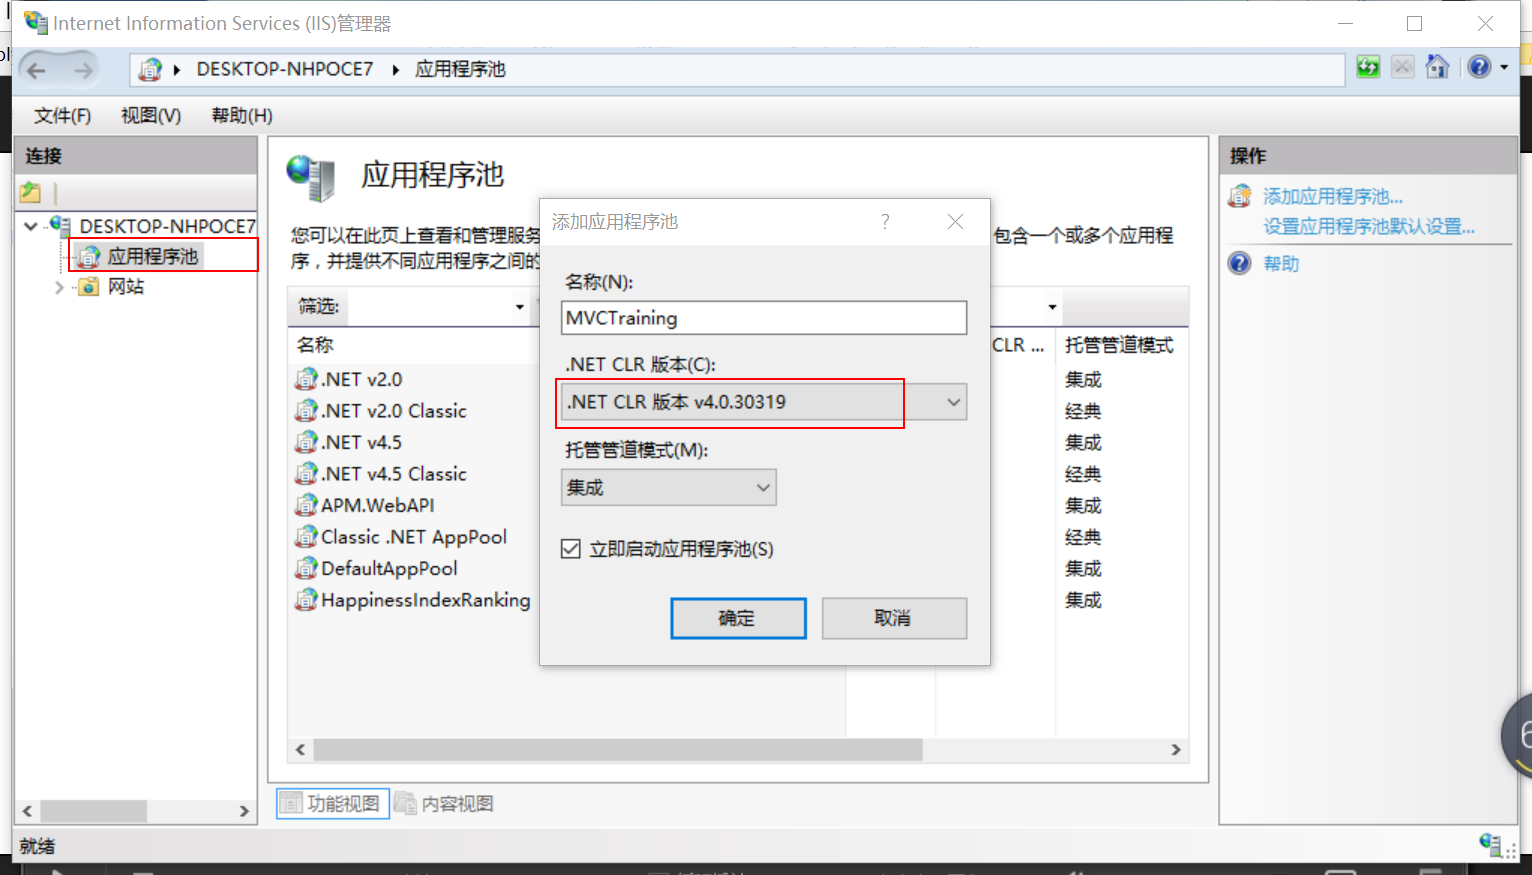 Internet Information Services (IIS)管理器
DESKTOP-NHPOCE7
应用程序池
文件(F)
视图(V)
帮助(H)
连接
DESKTOP-NHPOCE7
应用程序池
网站
应用程序池
您可以在此页上查看和管理服务
包含一个或多个应用程
序，并提供不同应用程序之间的
筛选:
名称
CLR ...
托管管道模式
.NET v2.0
集成
.NET v2.0 Classic
经典
.NET v4.5
集成
.NET v4.5 Classic
经典
APM.WebAPI
集成
Classic .NET AppPool
经典
DefaultAppPool
集成
HappinessIndexRanking
集成
添加应用程序池
?
名称(N):
MVCTraining
.NET CLR 版本(C):
.NET CLR 版本 v4.0.30319
托管管道模式(M):
集成
立即启动应用程序池(S)
确定
取消
操作
添加应用程序池...
设置应用程序池默认设置...
帮助
功能视图
内容视图
就绪